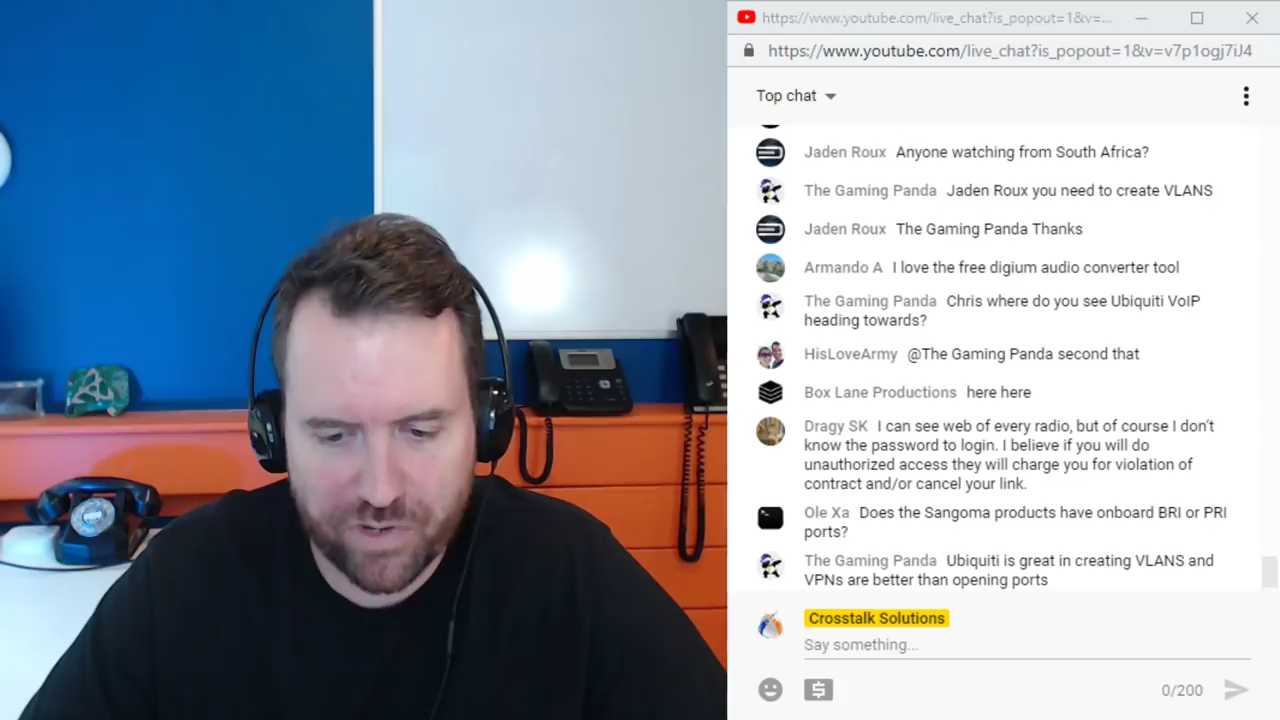 https://www.youtube.com/live_chat?is_popout=1&v=...
https://www.youtube.com/live_chat?is_popout=1&v=v7p1ogj7iJ4
Top chat
Jaden Roux Anyone watching from South Africa?
The Gaming Panda Jaden Roux you need to create VLANS
Jaden Roux The Gaming Panda Thanks
Armando A I love the free digium audio converter tool
The Gaming Panda Chris where do you see Ubiquiti VoIP
heading towards?
HisLoveArmy @The Gaming Panda second that
Box Lane Productions here here
Dragy SK I can see web of every radio, but of course I don't
know the password to login. I believe if you will do
unauthorized access they will charge you for violation of
contract and/or cancel your link.
Ole Xa Does the Sangoma products have onboard BRI or PRI
ports?
The Gaming Panda Ubiquiti is great in creating VLANS and
VPNs are better than opening ports
Crosstalk Solutions
Say something...
0/200